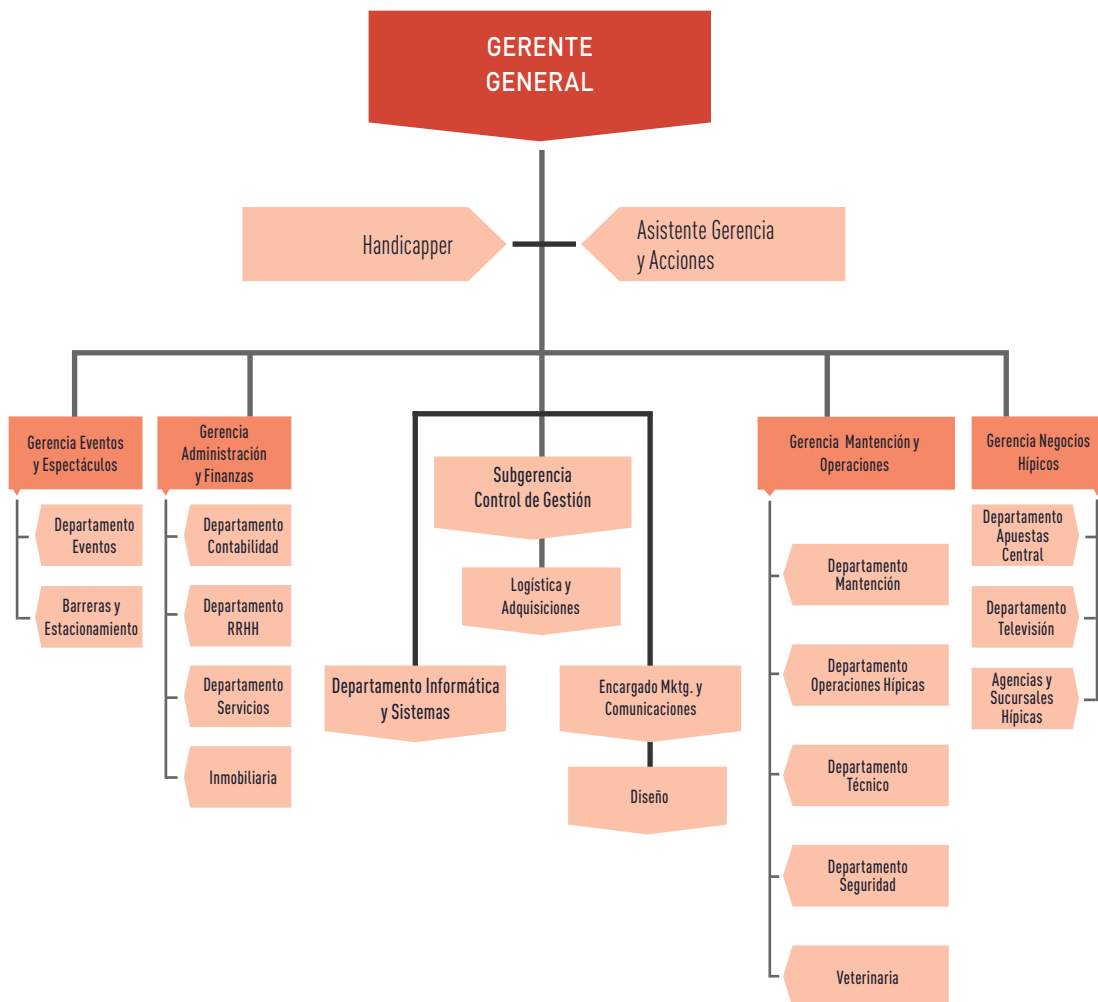 GERENTE
GENERAL
Handicapper
Asistente Gerencia
y Acciones
Gerencia Eventos
y Espectáculos
Departamento
Eventos
Barreras y
Estacionamiento
Gerencia
Administración
y Finanzas
Departamento
Contabilidad
Departamento
RRHH
Departamento
Servicios
Inmobiliaria
Subgerencia
Control de Gestión
Logística y
Adquisiciones
Departamento Informática
y Sistemas
Encargado Mktg. y
Comunicaciones
Diseño
Gerencia Mantención y
Operaciones
Departamento
Mantención
Departamento
Operaciones Hípicas
Departamento
Técnico
Departamento
Seguridad
Veterinaria
Gerencia Negocios
Hípicos
Departamento
Apuestas
Central
Departamento
Televisión
Agencias y
Sucursales
Hípicas